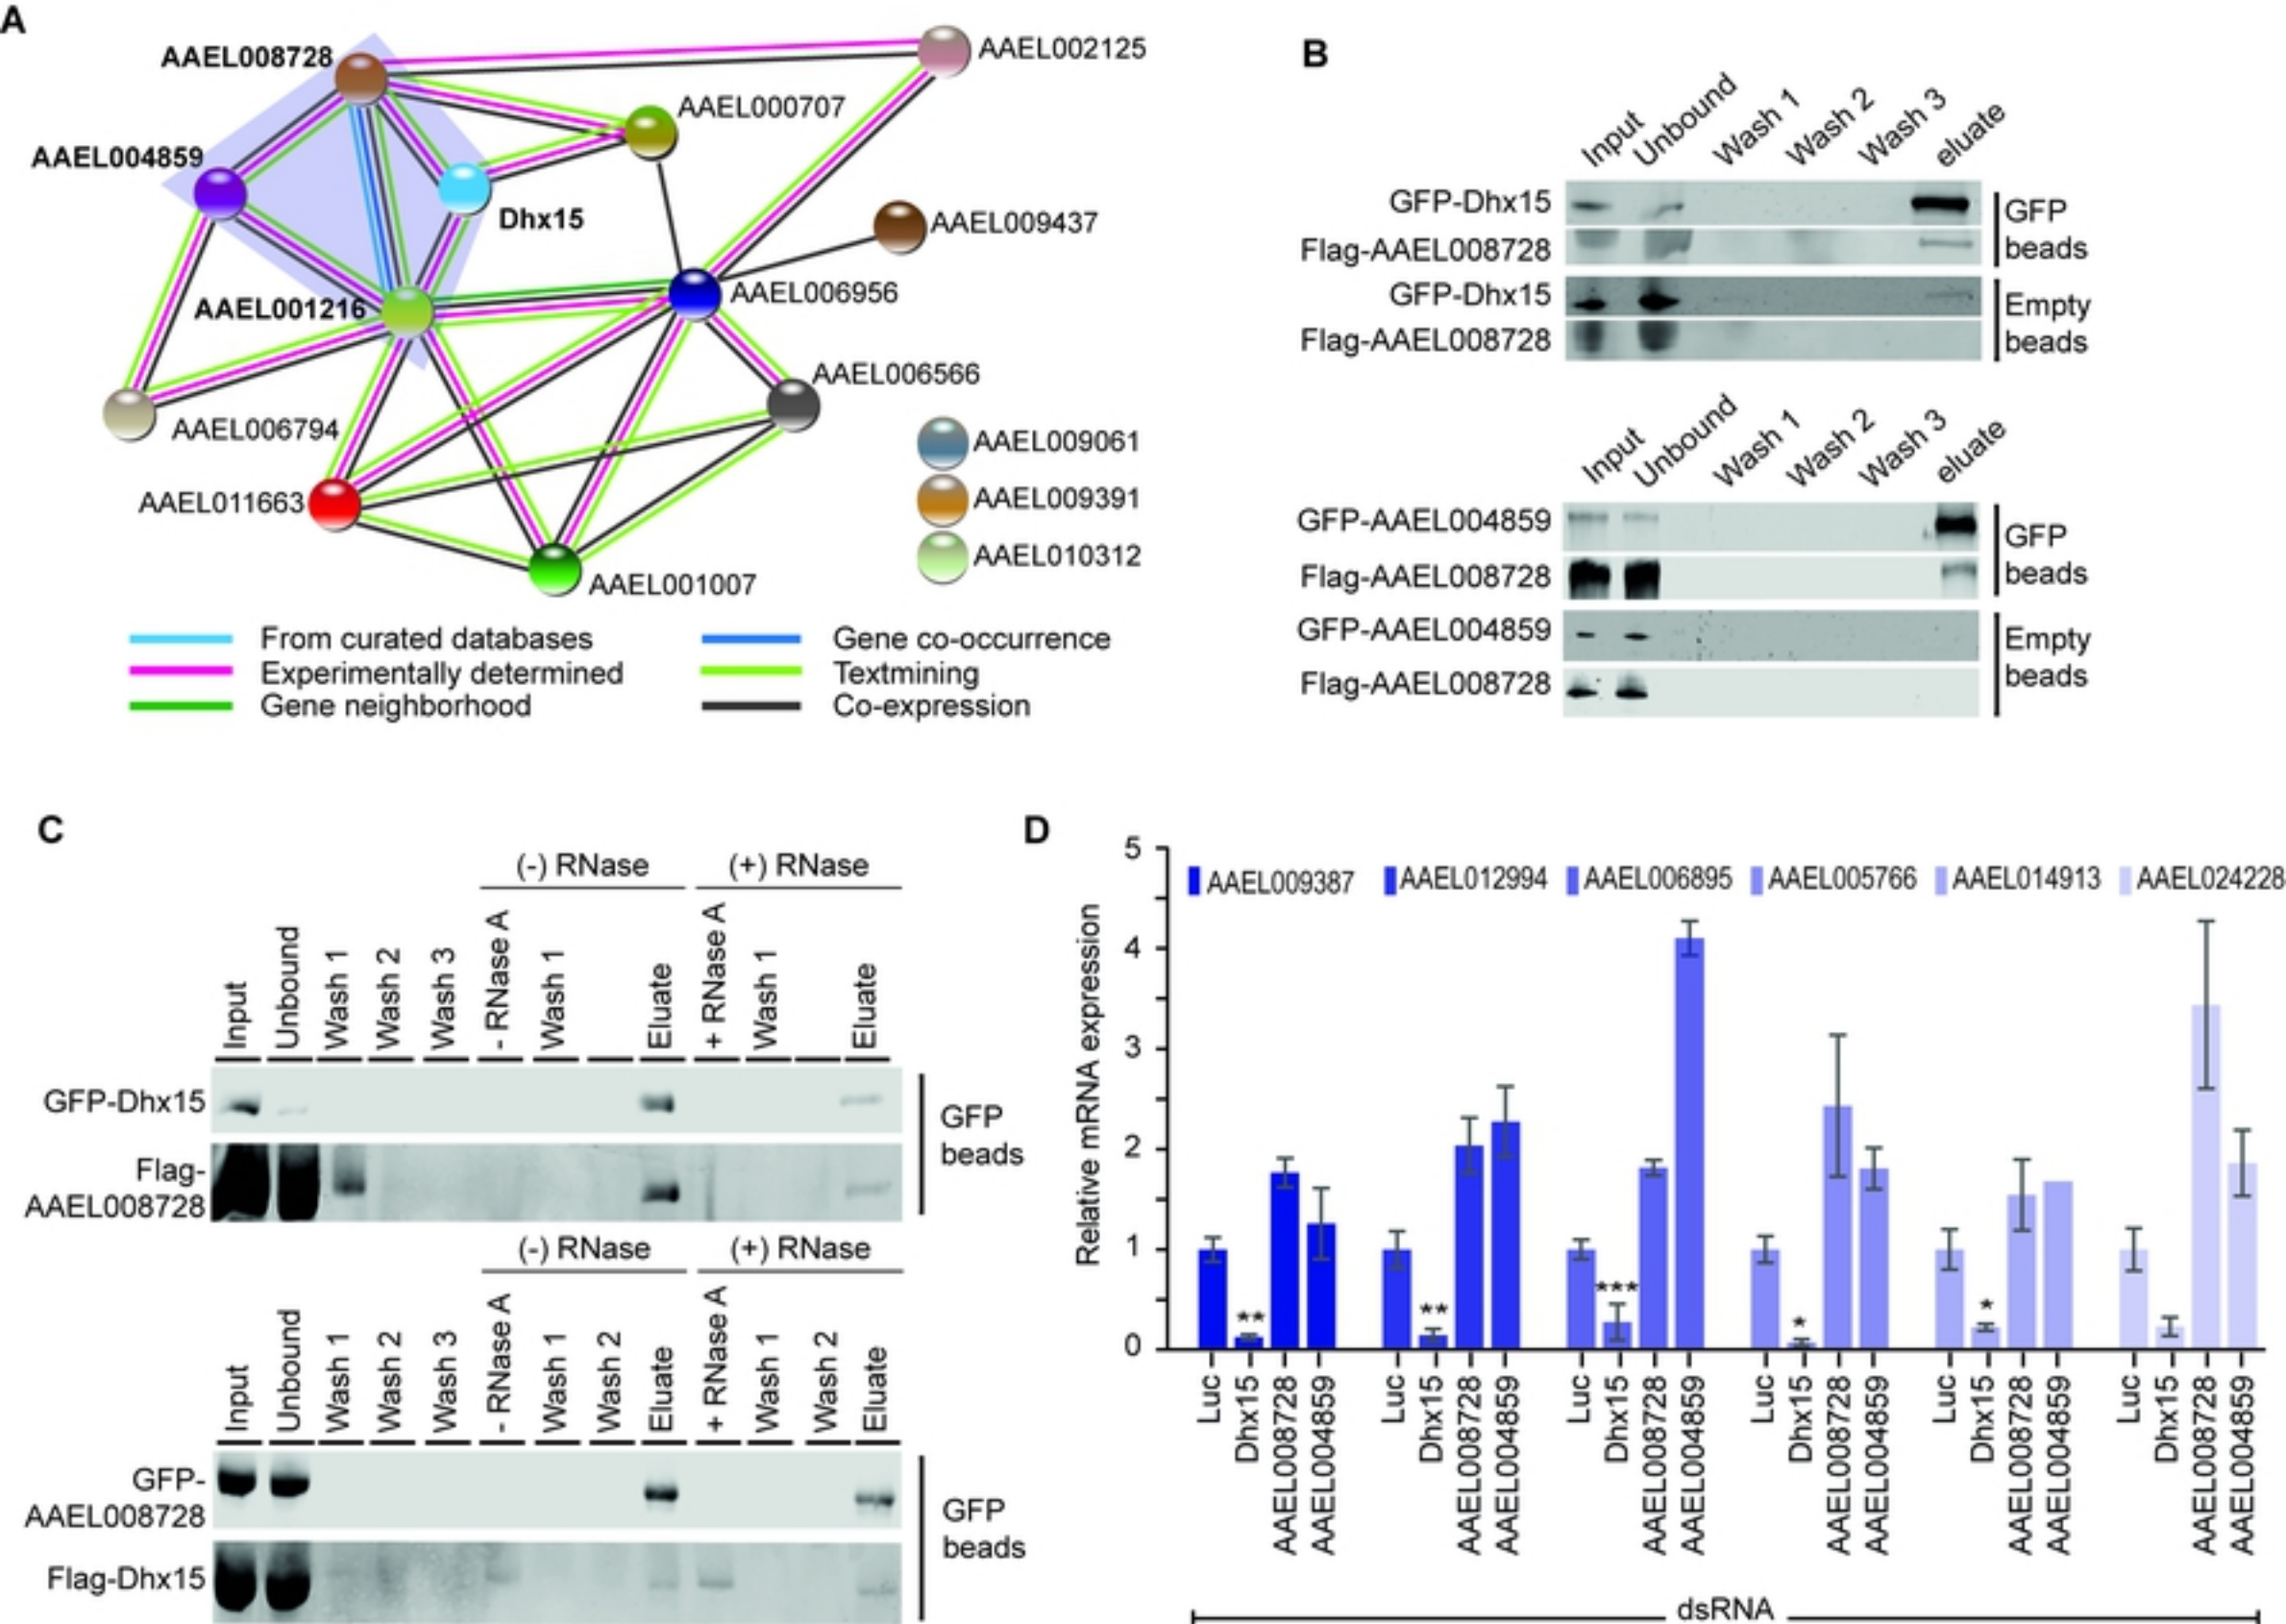 A
AAEL008728
AAEL002125
AAEL000707
AAEL004859
Dhx15
AAEL009437
AAEL001216
AAEL006956
AAEL006566
AAEL006794
AAEL009061
AAEL011663
AAEL009391
AAEL010312
AAEL001007
From curated databases
Gene co-occurrence
Experimentally determined
Textmining
Gene neighborhood
Co-expression
B
Input Unbound Wash 1 Wash 2 Wash 3 eluate
GFP-Dhx15
Flag-AAEL008728
GFP
beads
GFP-Dhx15
Flag-AAEL008728
Empty
beads
Input Unbound Wash 1 Wash 2 Wash 3 eluate
GFP-AAEL004859
Flag-AAEL008728
GFP
beads
GFP-AAEL004859
Flag-AAEL008728
Empty
beads
C
(-) RNase (+) RNase
Input Unbound Wash 1 Wash 2 Wash 3 - RNase A Wash 1 Eluate + RNase A Wash 1 Eluate
GFP-Dhx15
Flag-
AAEL008728
GFP
beads
(-) RNase (+) RNase
Input Unbound Wash 1 Wash 2 Wash 3 - RNase A Wash 1 Wash 2 Eluate + RNase A Wash 1 Wash 2 Eluate
GFP-
AAEL008728
Flag-Dhx15
GFP
beads
D
Relative mRNA expression
5
4
3
2
1
0
AAEL009387 AAEL012994 AAEL006895 AAEL005766 AAEL014913 AAEL024228
** ** *** * *
Luc Dhx15 AAEL008728 AAEL004859
Luc Dhx15 AAEL008728 AAEL004859
Luc Dhx15 AAEL008728 AAEL004859
Luc Dhx15 AAEL008728 AAEL004859
Luc Dhx15 AAEL008728 AAEL004859
Luc Dhx15 AAEL008728 AAEL004859
dsRNA